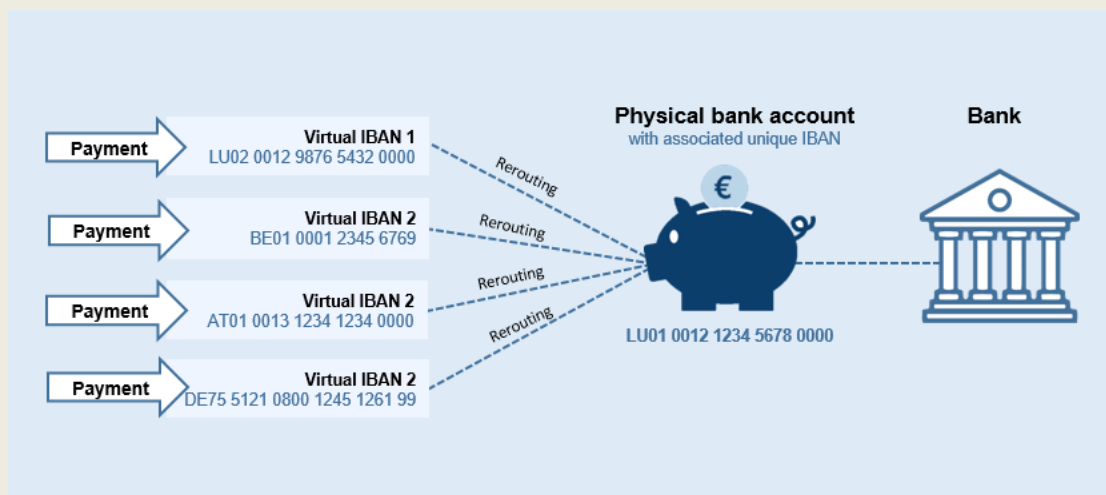 Payment
Virtual IBAN 1
LU02 0012 9876 5432 0000
Rerouting
Payment
Virtual IBAN 2
BE01 0001 2345 6769
Rerouting
Payment
Virtual IBAN 2
AT01 0013 1234 1234 0000
Rerouting
Payment
Virtual IBAN 2
DE75 5121 0800 1245 1261 99
Rerouting
Physical bank account
with associated unique IBAN
€
LU01 0012 1234 5678 0000
Bank